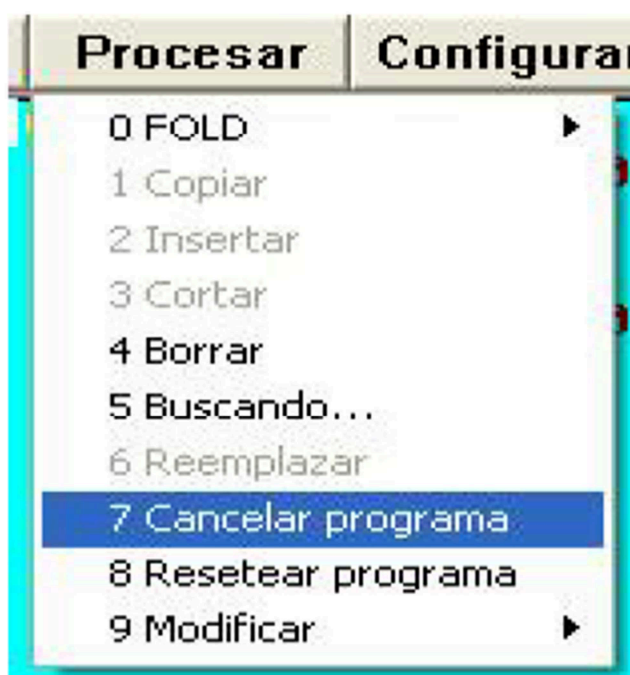 Procesar Configurar
0 FOLD
1 Copiar
2 Insertar
3 Cortar
4 Borrar
5 Buscando...
6 Reemplazar
7 Cancelar programa
8 Resetear programa
9 Modificar